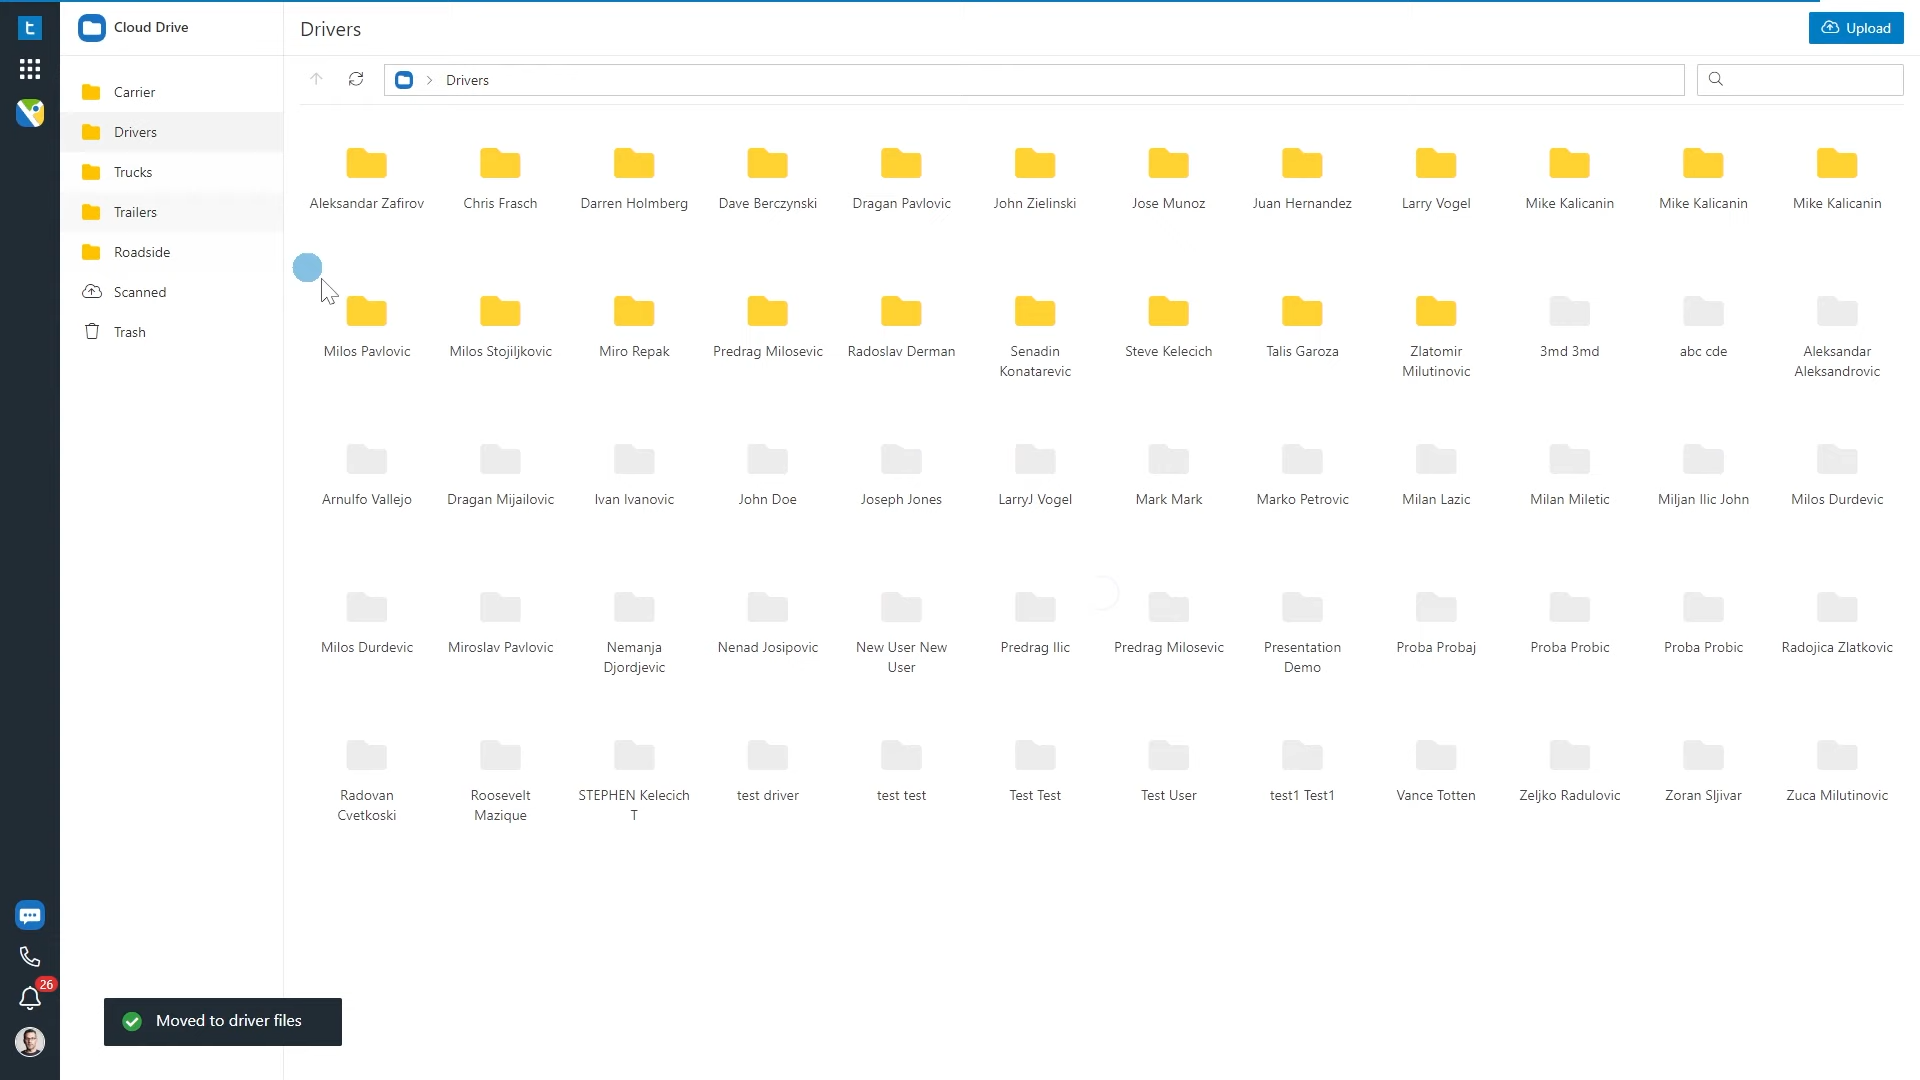 t
Cloud Drive
Drivers
Upload
Drivers
Carrier
Drivers
Trucks
Trailers
Roadside
Scanned
Trash
Aleksandar Zafirov
Chris Frasch
Darren Holmberg
Dave Berczynski
Dragan Pavlovic
John Zielinski
Jose Munoz
Juan Hernandez
Larry Vogel
Mike Kalicanin
Mike Kalicanin
Mike Kalicanin
Milos Pavlovic
Milos Stojiljkovic
Miro Repak
Predrag Milosevic
Radoslav Derman
Senadin
Konatarevic
Steve Kelecich
Talis Garoza
Zlatomir
Milutinovic
3md 3md
abc cde
Aleksandar
Aleksandrovic
Arnulfo Vallejo
Dragan Mijailovic
Ivan Ivanovic
John Doe
Joseph Jones
LarryJ Vogel
Mark Mark
Marko Petrovic
Milan Lazic
Milan Miletic
Miljan Ilic John
Milos Durdevic
Milos Durdevic
Miroslav Pavlovic
Nemanja
Djordjevic
Nenad Josipovic
New User New
User
Predrag Ilic
Predrag Milosevic
Presentation
Demo
Proba Probaj
Proba Probic
Proba Probic
Radojica Zlatkovic
Radovan
Cvetkoski
Roosevelt
Mazique
STEPHEN Kelecich
T
test driver
test test
Test Test
Test User
test1 Test1
Vance Totten
Zeljko Radulovic
Zoran Sljivar
Zuca Milutinovic
26
Moved to driver files